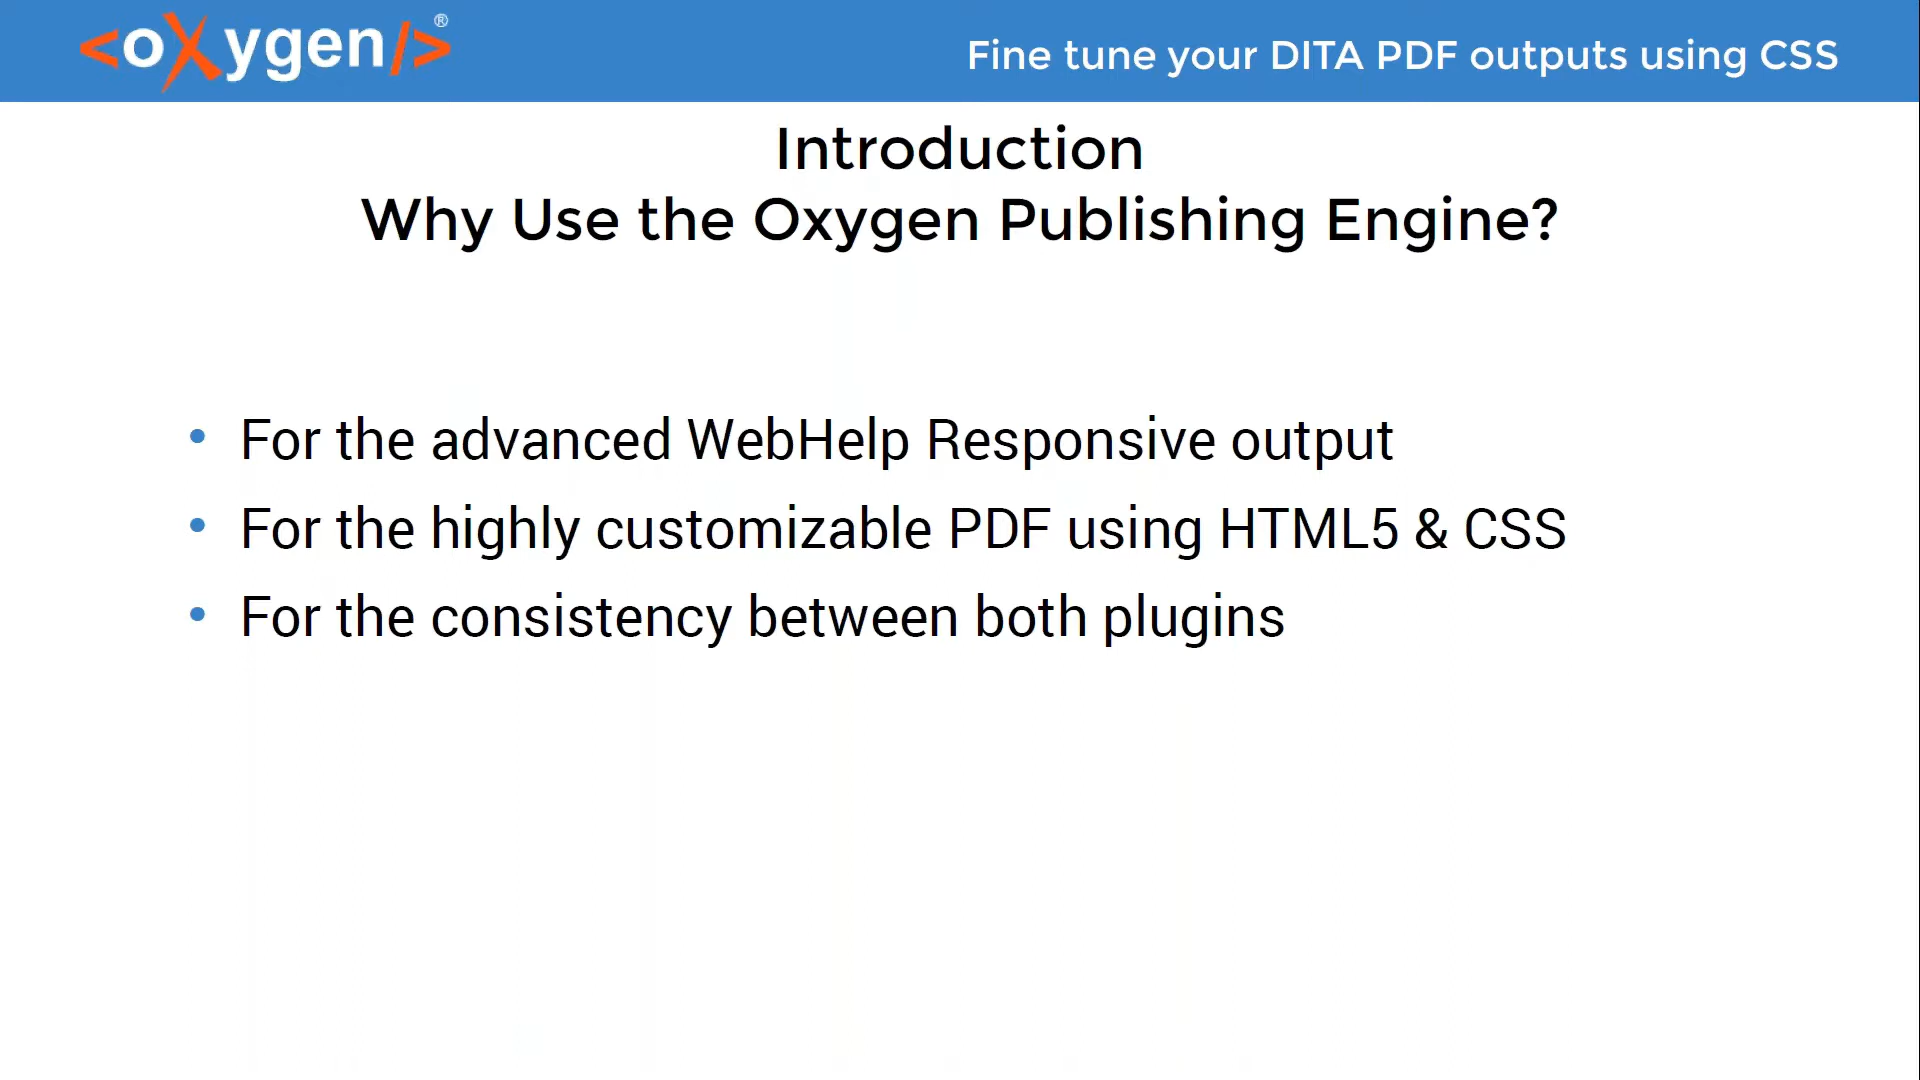 <oXygen/>®
Fine tune your DITA PDF outputs using CSS
Introduction
Why Use the Oxygen Publishing Engine?
• For the advanced WebHelp Responsive output
• For the highly customizable PDF using HTML5 & CSS
• For the consistency between both plugins